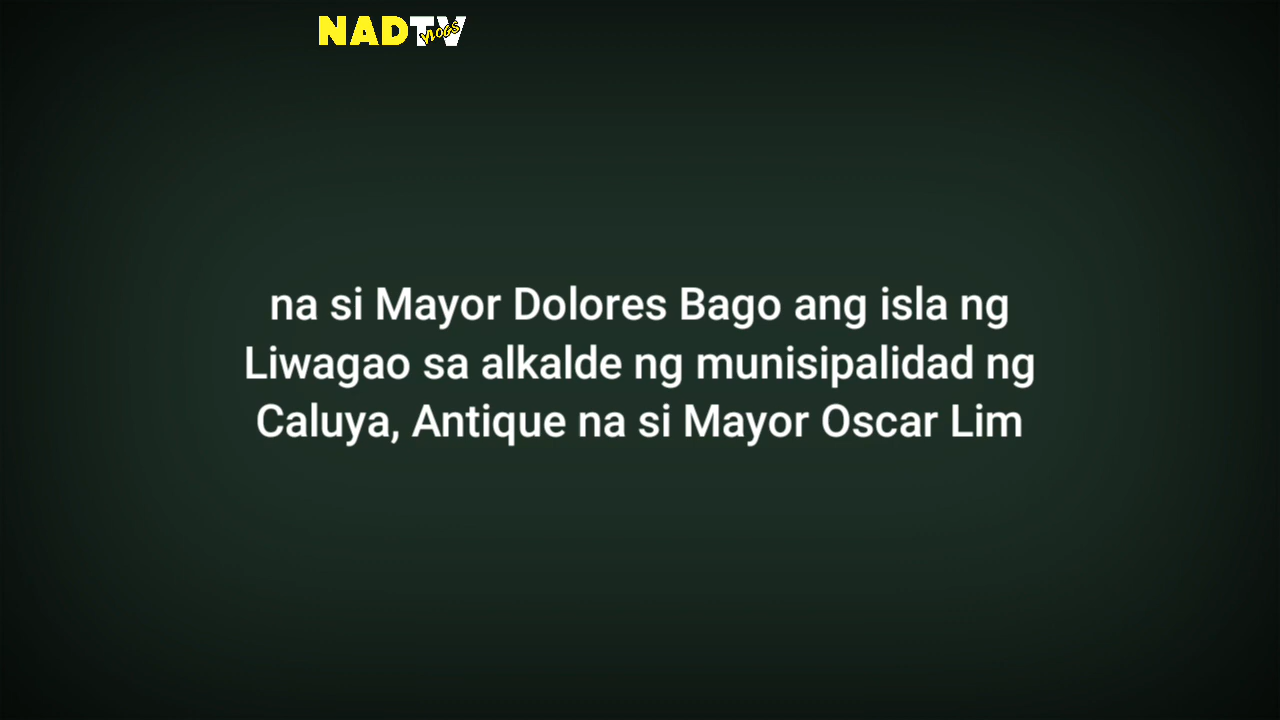 NADTV
VLOGS
na si Mayor Dolores Bago ang isla ng
Liwagao sa alkalde ng munisipalidad ng
Caluya, Antique na si Mayor Oscar Lim